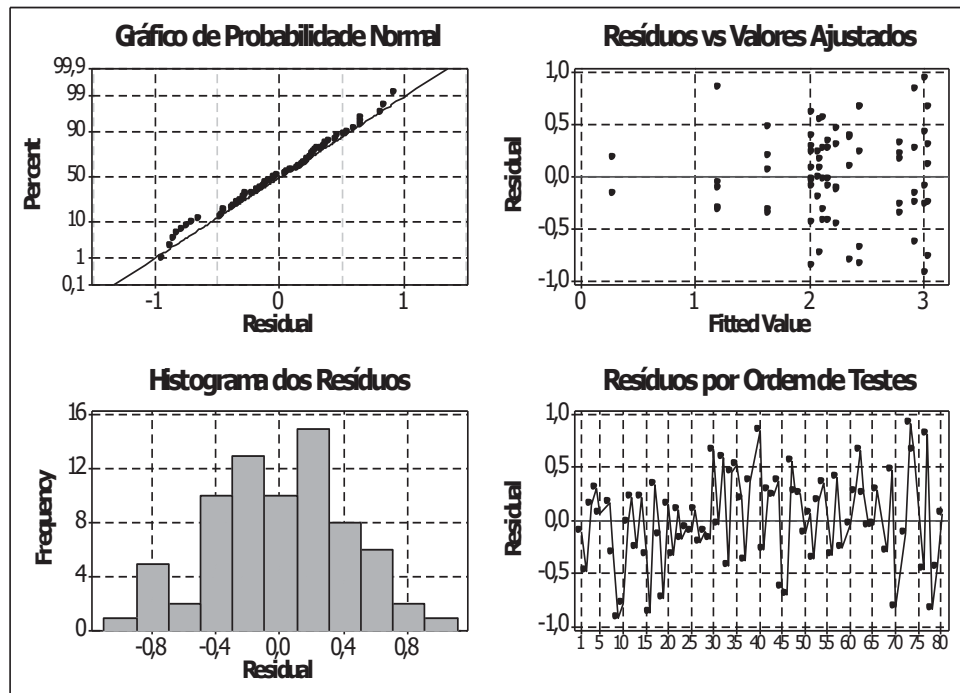 Gráfico de Probabilidade Normal
99,9
99
90
50
10
1
0,1
Percent
-1
0
1
Residual
Resíduos vs Valores Ajustados
1,0
0,5
0,0
-0,5
-1,0
Residual
0
1
2
3
Fitted Value
Histograma dos Resíduos
16
12
8
4
0
Frequency
-0,8
-0,4
0,0
0,4
0,8
Residual
Resíduos por Ordem de Testes
1,0
0,5
0,0
-0,5
-1,0
Residual
1 5 10 15 20 25 30 35 40 45 50 55 60 65 70 75 80